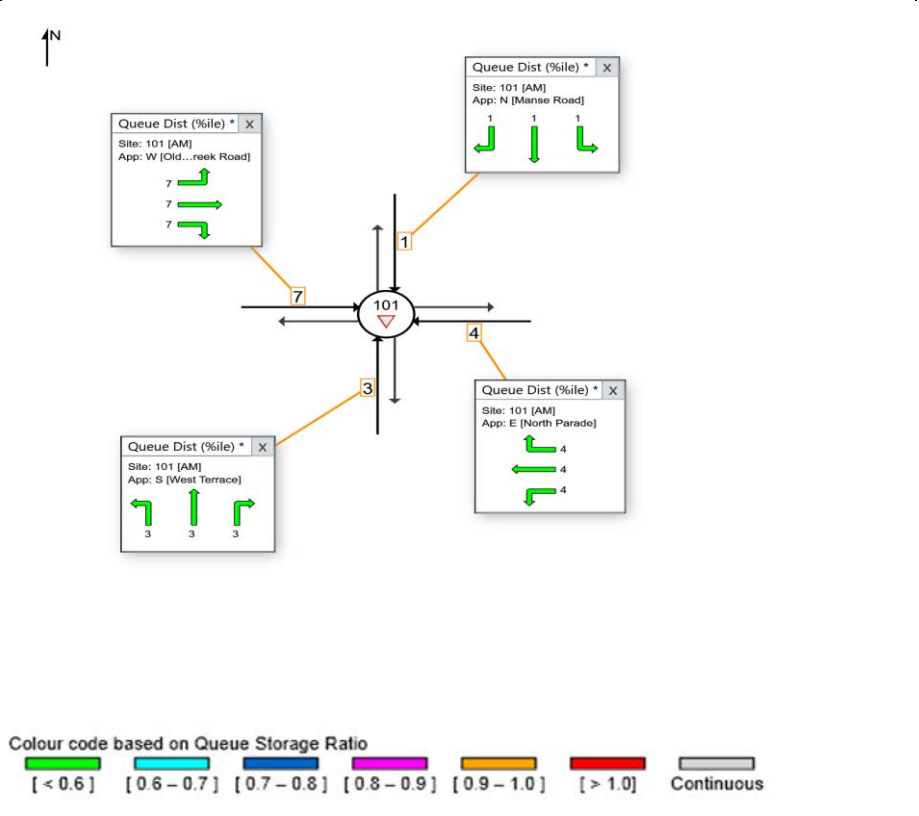 N
Queue Dist (%ile) * X
Site: 101 [AM]
App: N [Manse Road]
1 1 1
Queue Dist (%ile) * X
Site: 101 [AM]
App: W [Old...reek Road]
7
7
7
1
7
101
4
3
Queue Dist (%ile) * X
Site: 101 [AM]
App: E [North Parade]
4
4
4
Queue Dist (%ile) * X
Site: 101 [AM]
App: S [West Terrace]
3 3 3
Colour code based on Queue Storage Ratio
[ < 0.6 ] [ 0.6 – 0.7 ] [ 0.7 – 0.8 ] [ 0.8 – 0.9 ] [ 0.9 – 1.0 ] [ > 1.0] Continuous